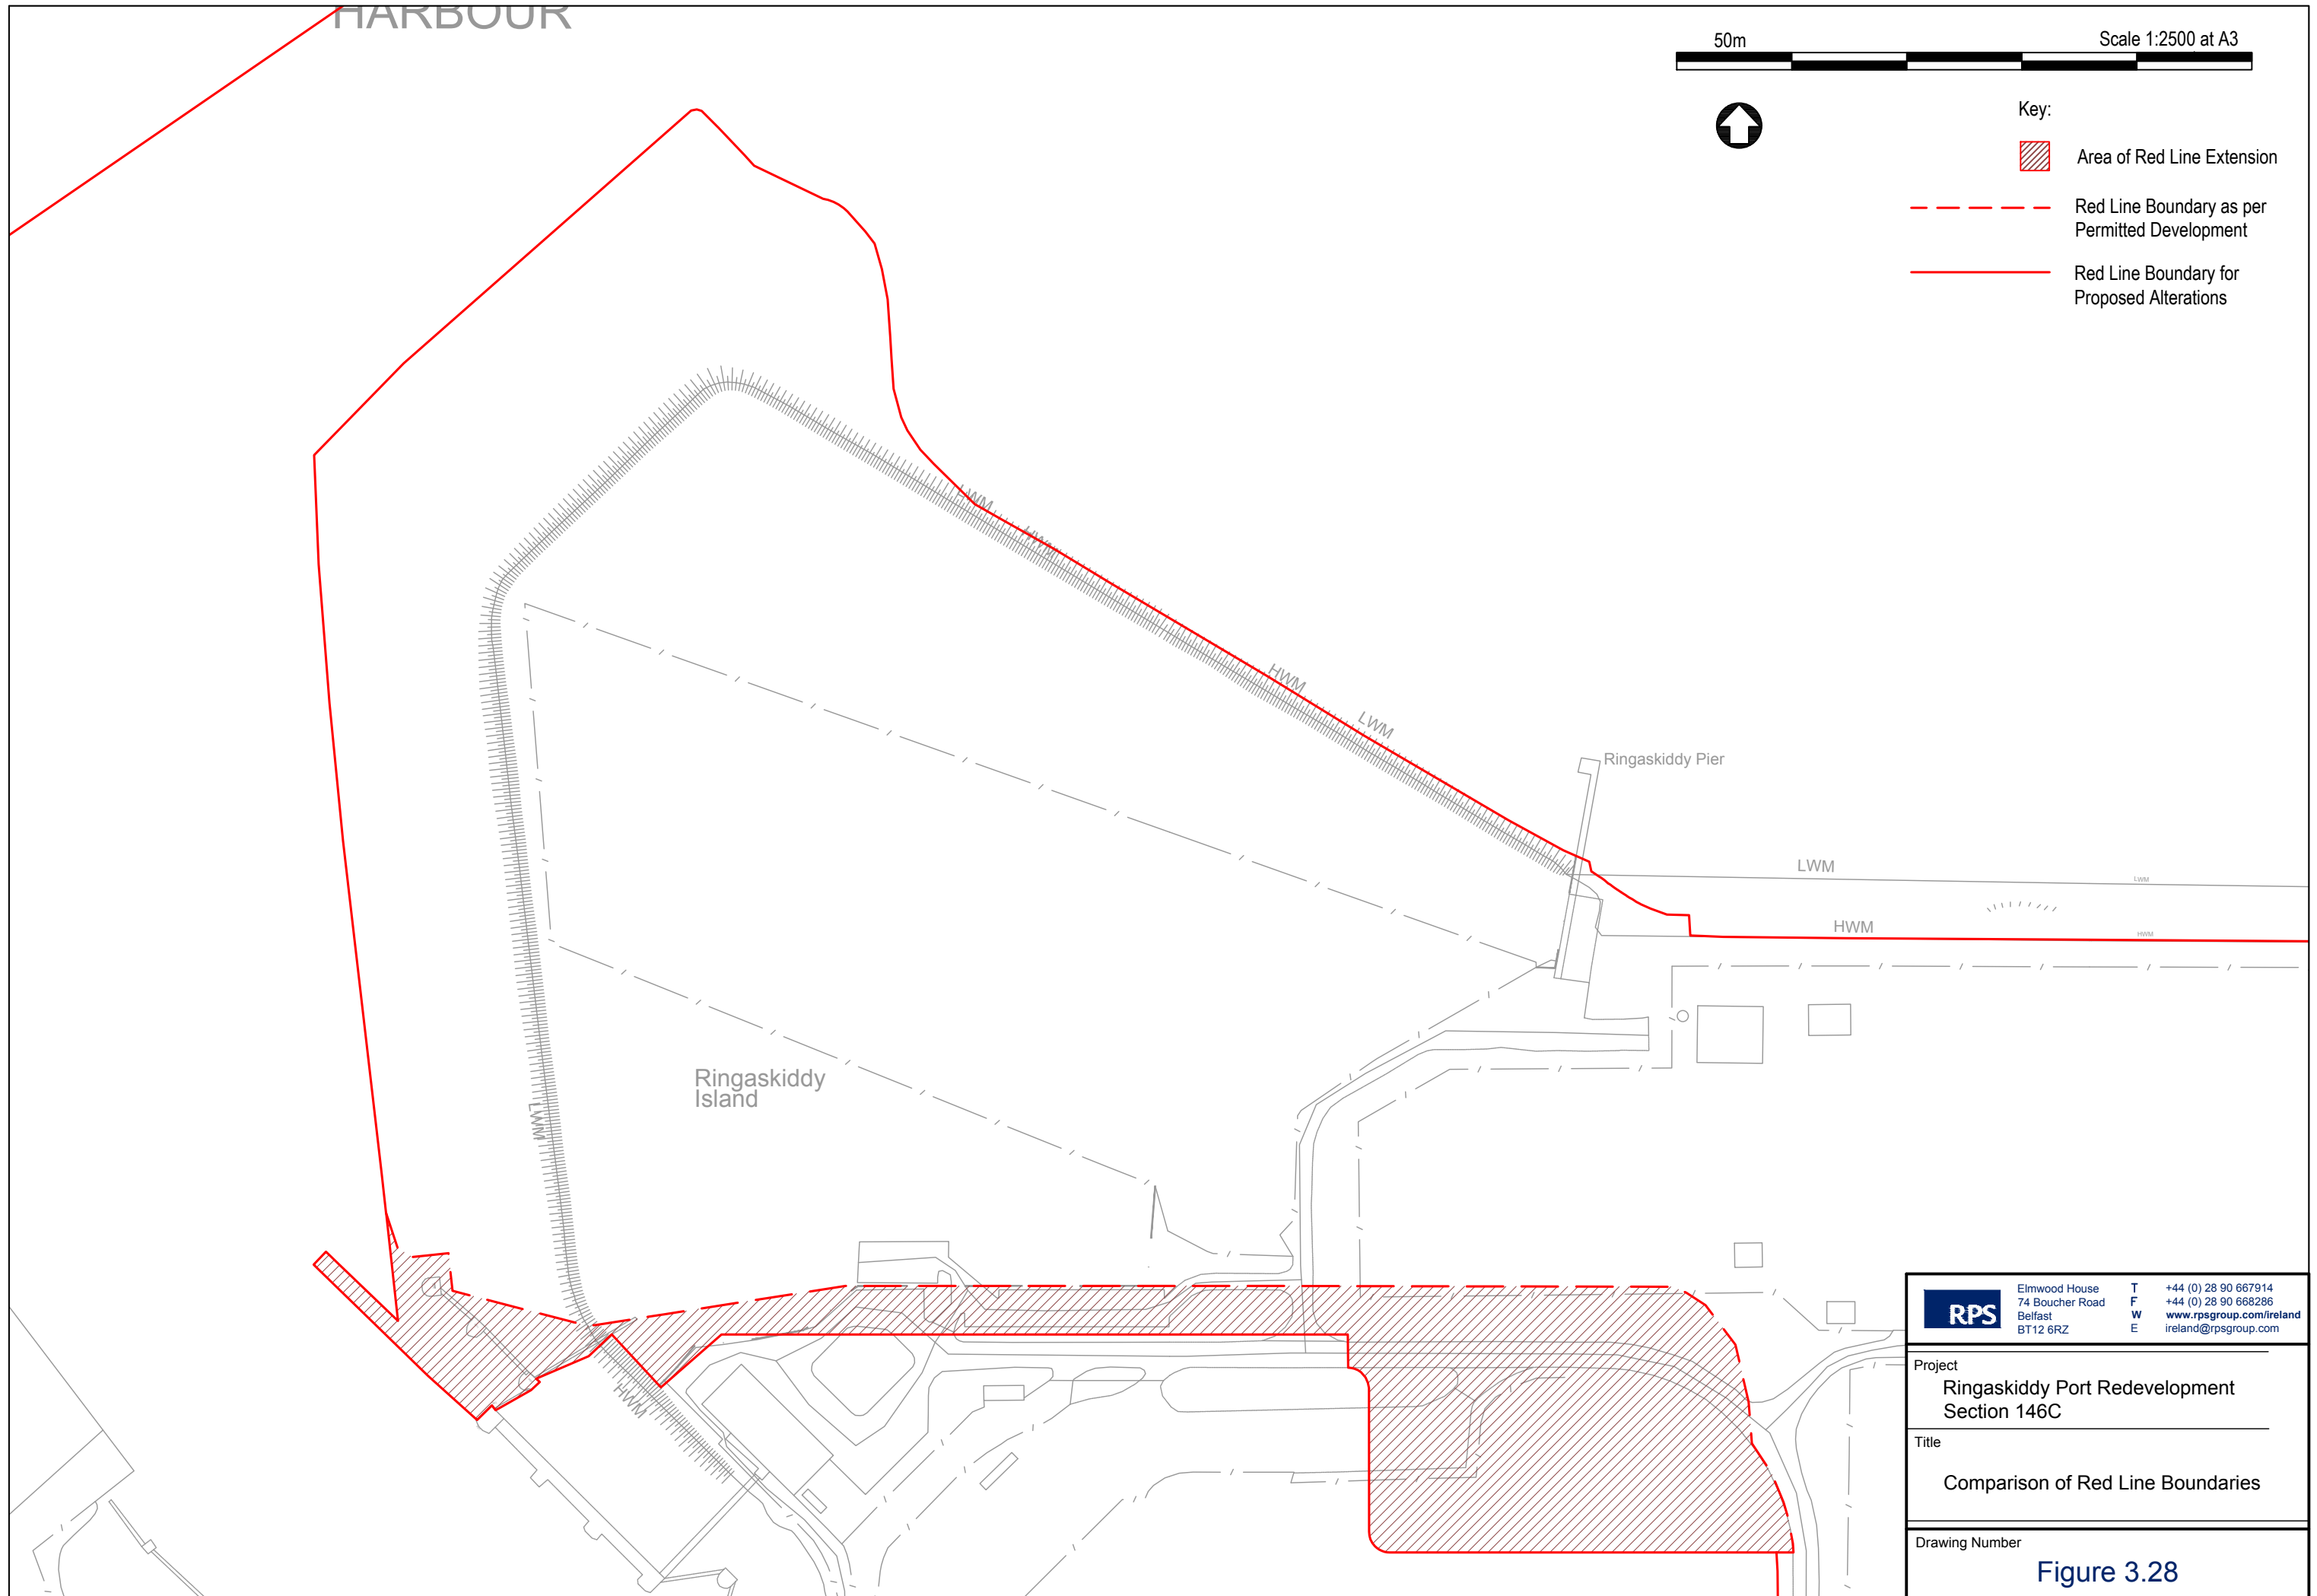 HARBOUR
50m
Scale 1:2500 at A3
Key:
Area of Red Line Extension
Red Line Boundary as per
Permitted Development
Red Line Boundary for
Proposed Alterations
LWM
HWM
HWM
LWM
Ringaskiddy Pier
LWM
LWM
HWM
HWM
Ringaskiddy
Island
LWM
HWM
RPS
Elmwood House
74 Boucher Road
Belfast
BT12 6RZ
T +44 (0) 28 90 667914
F +44 (0) 28 90 668286
W www.rpsgroup.com/ireland
E ireland@rpsgroup.com
Project
Ringaskiddy Port Redevelopment
Section 146C
Title
Comparison of Red Line Boundaries
Drawing Number
Figure 3.28